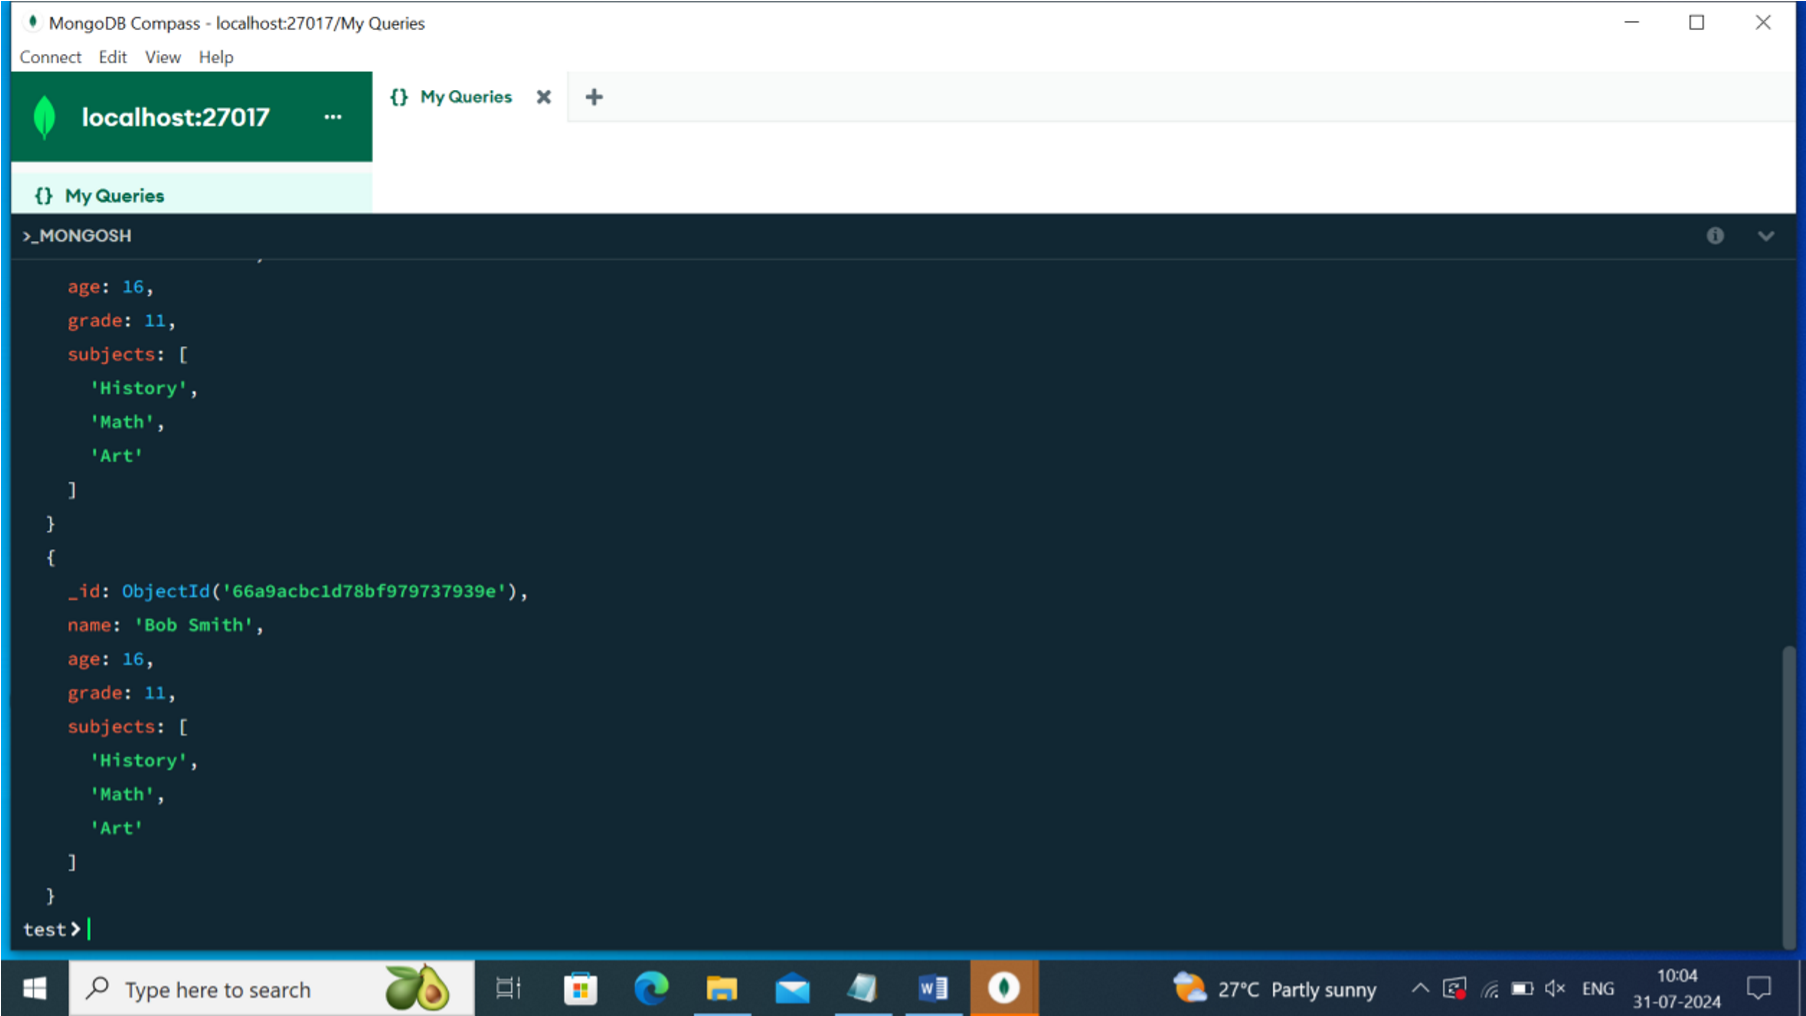 MongoDB Compass - localhost:27017/My Queries
Connect Edit View Help
localhost:27017 ...
{} My Queries
{} My Queries
>_MONGOSH
age: 16,
grade: 11,
subjects: [
'History',
'Math',
'Art'
]
}
{
_id: ObjectId('66a9acbc1d78bf979737939e'),
name: 'Bob Smith',
age: 16,
grade: 11,
subjects: [
'History',
'Math',
'Art'
]
}
test>
Type here to search
27°C Partly sunny
ENG
10:04
31-07-2024